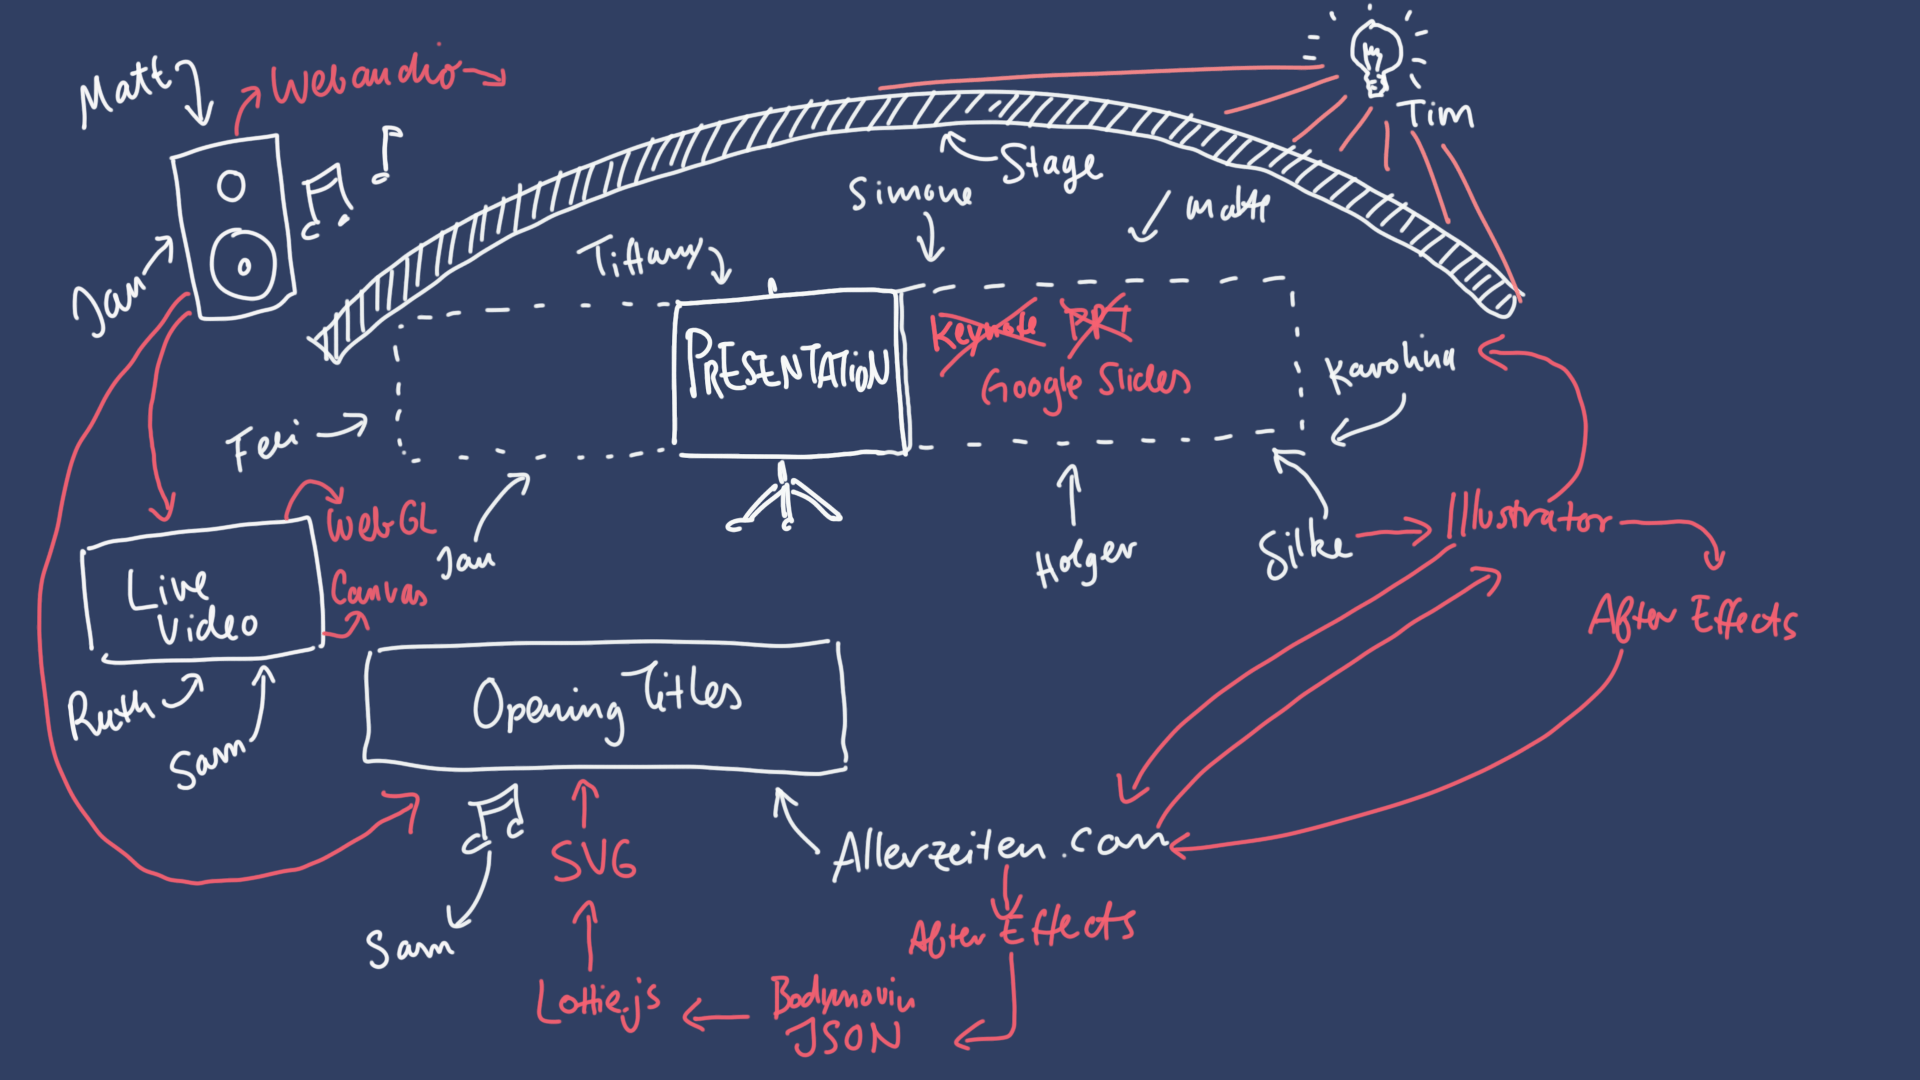 Matt
Webaudio
Tim
Stage
Simone
Matt
Tiffany
Jan
PRESENTATION
Keynote PPT
Google Slides
Karolina
Feli
WebGL
Jan
Holger
Silke
Illustrator
Live
Video
Canvas
After Effects
Ruth
Sam
Opening Titles
SVG
Allerzeiten.com
After Effects
Sam
Lottie.js
Bodymovin
JSON